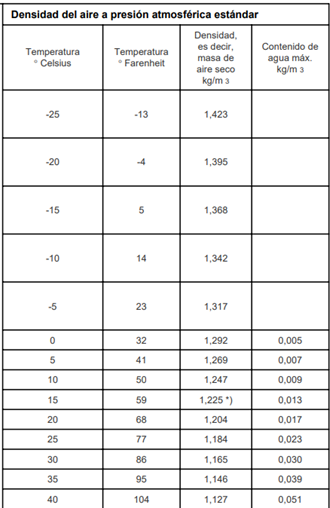 Densidad del aire a presión atmosférica estándar
Temperatura ° Celsius | Temperatura ° Farenheit | Densidad, es decir, masa de aire seco kg/m 3 | Contenido de agua máx. kg/m 3
-25 -13 1,423
-20 -4 1,395
-15 5 1,368
-10 14 1,342
-5 23 1,317
0 32 1,292 0,005
5 41 1,269 0,007
10 50 1,247 0,009
15 59 1,225 *) 0,013
20 68 1,204 0,017
25 77 1,184 0,023
30 86 1,165 0,030
35 95 1,146 0,039
40 104 1,127 0,051